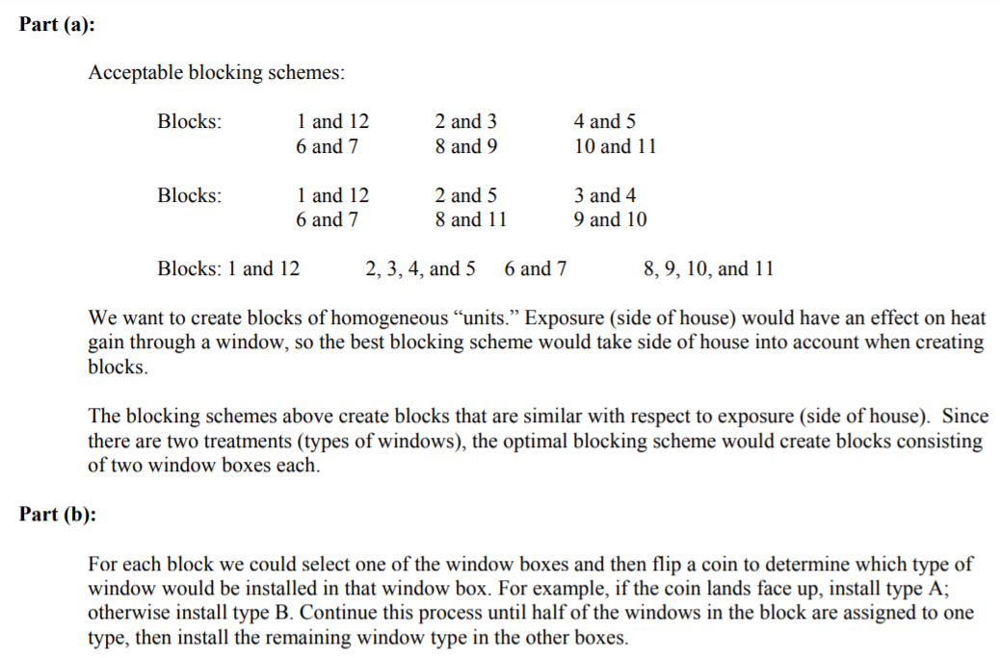 Part (a):
Acceptable blocking schemes:
Blocks: 1 and 12 2 and 3 4 and 5
6 and 7 8 and 9 10 and 11
Blocks: 1 and 12 2 and 5 3 and 4
6 and 7 8 and 11 9 and 10
Blocks: 1 and 12 2, 3, 4, and 5 6 and 7 8, 9, 10, and 11
We want to create blocks of homogeneous “units.” Exposure (side of house) would have an effect on heat
gain through a window, so the best blocking scheme would take side of house into account when creating
blocks.
The blocking schemes above create blocks that are similar with respect to exposure (side of house). Since
there are two treatments (types of windows), the optimal blocking scheme would create blocks consisting
of two window boxes each.
Part (b):
For each block we could select one of the window boxes and then flip a coin to determine which type of
window would be installed in that window box. For example, if the coin lands face up, install type A;
otherwise install type B. Continue this process until half of the windows in the block are assigned to one
type, then install the remaining window type in the other boxes.